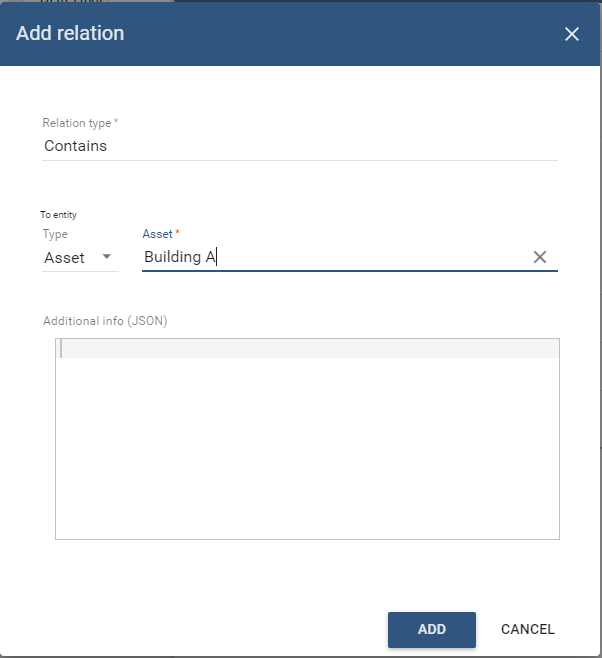 Add relation
Relation type *
Contains
To entity
Type
Asset *
Asset
Building A
Additional info (JSON)
ADD
CANCEL